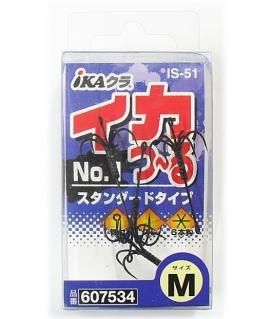 iKAクラ
IS-51
イカ
No.1
つ〜る
スタンダードタイプ
サイズ
M
品番
607534